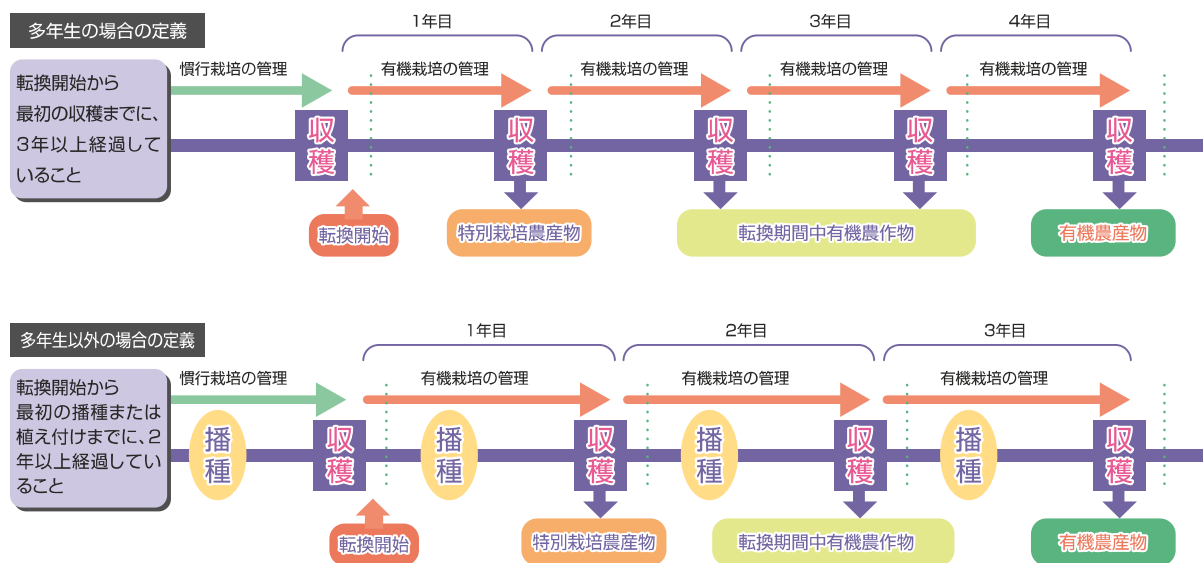 多年生の場合の定義
1年目
2年目
3年目
4年目
転換開始から
最初の収穫までに、
3年以上経過して
いること
慣行栽培の管理
有機栽培の管理
有機栽培の管理
有機栽培の管理
有機栽培の管理
収穫
収穫
収穫
収穫
収穫
転換開始
特別栽培農産物
転換期間中有機農作物
有機農産物
多年生以外の場合の定義
1年目
2年目
3年目
転換開始から
最初の播種または
植え付けまでに、2
年以上経過してい
ること
慣行栽培の管理
有機栽培の管理
有機栽培の管理
有機栽培の管理
播種
収穫
播種
収穫
播種
収穫
播種
収穫
転換開始
特別栽培農産物
転換期間中有機農作物
有機農産物